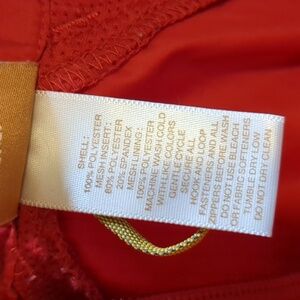 SHELL:
100% POLYESTER
MESH INSERT:
80% POLYESTER
20% SPANDEX
MESH LINING:
100% POLYESTER
MACHINE WASH COLD
WITH LIKE COLORS
GENTLE CYCLE
SECURE ALL
HOOK AND LOOP
FASTENERS AND ALL
ZIPPERS BEFORE WASH
DO NOT USE BLEACH
OR FABRIC SOFTENERS
TUMBLE DRY LOW
DO NOT DRY CLEAN